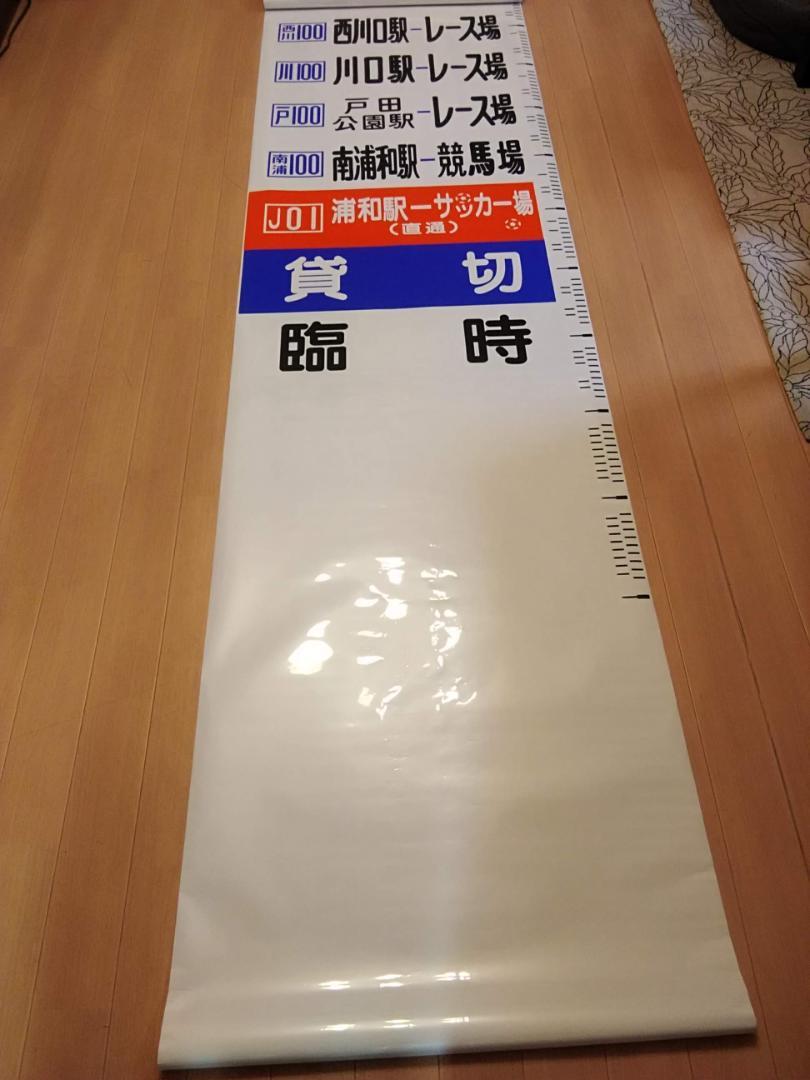 西川100 西川口駅-レース場
川100 川口駅-レース場
戸100 戸田公園駅-レース場
南浦100 南浦和駅-競馬場
J01 浦和駅-サッカー場
(直通)
貸切
臨時